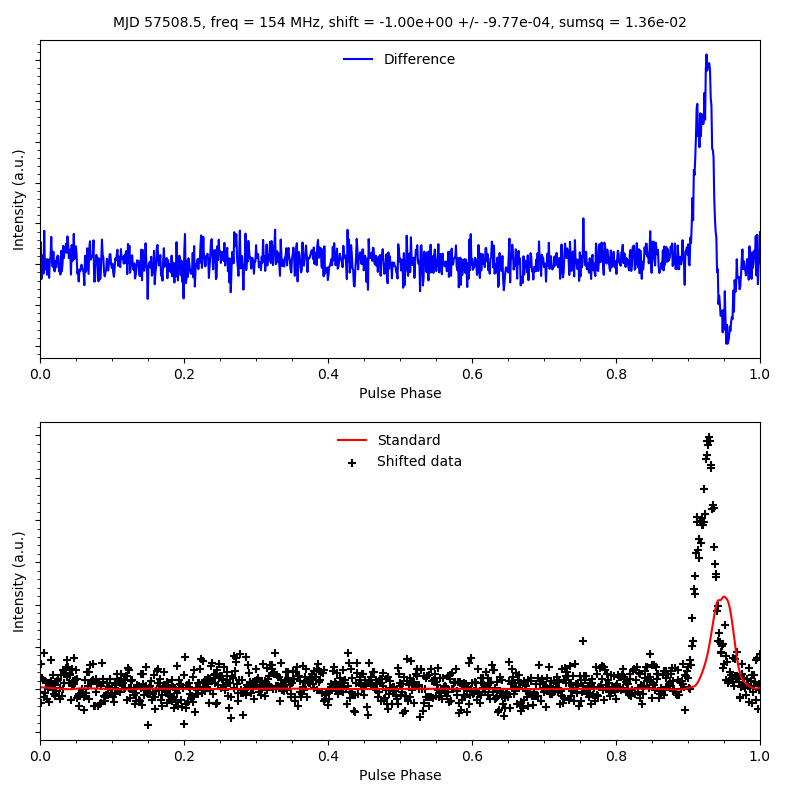 MJD 57508.5, freq = 154 MHz, shift = -1.00e+00 +/- -9.77e-04, sumsq = 1.36e-02
Difference
Intensity (a.u.)
0.0 0.2 0.4 0.6 0.8 1.0
Pulse Phase
Standard
Shifted data
Intensity (a.u.)
0.0 0.2 0.4 0.6 0.8 1.0
Pulse Phase